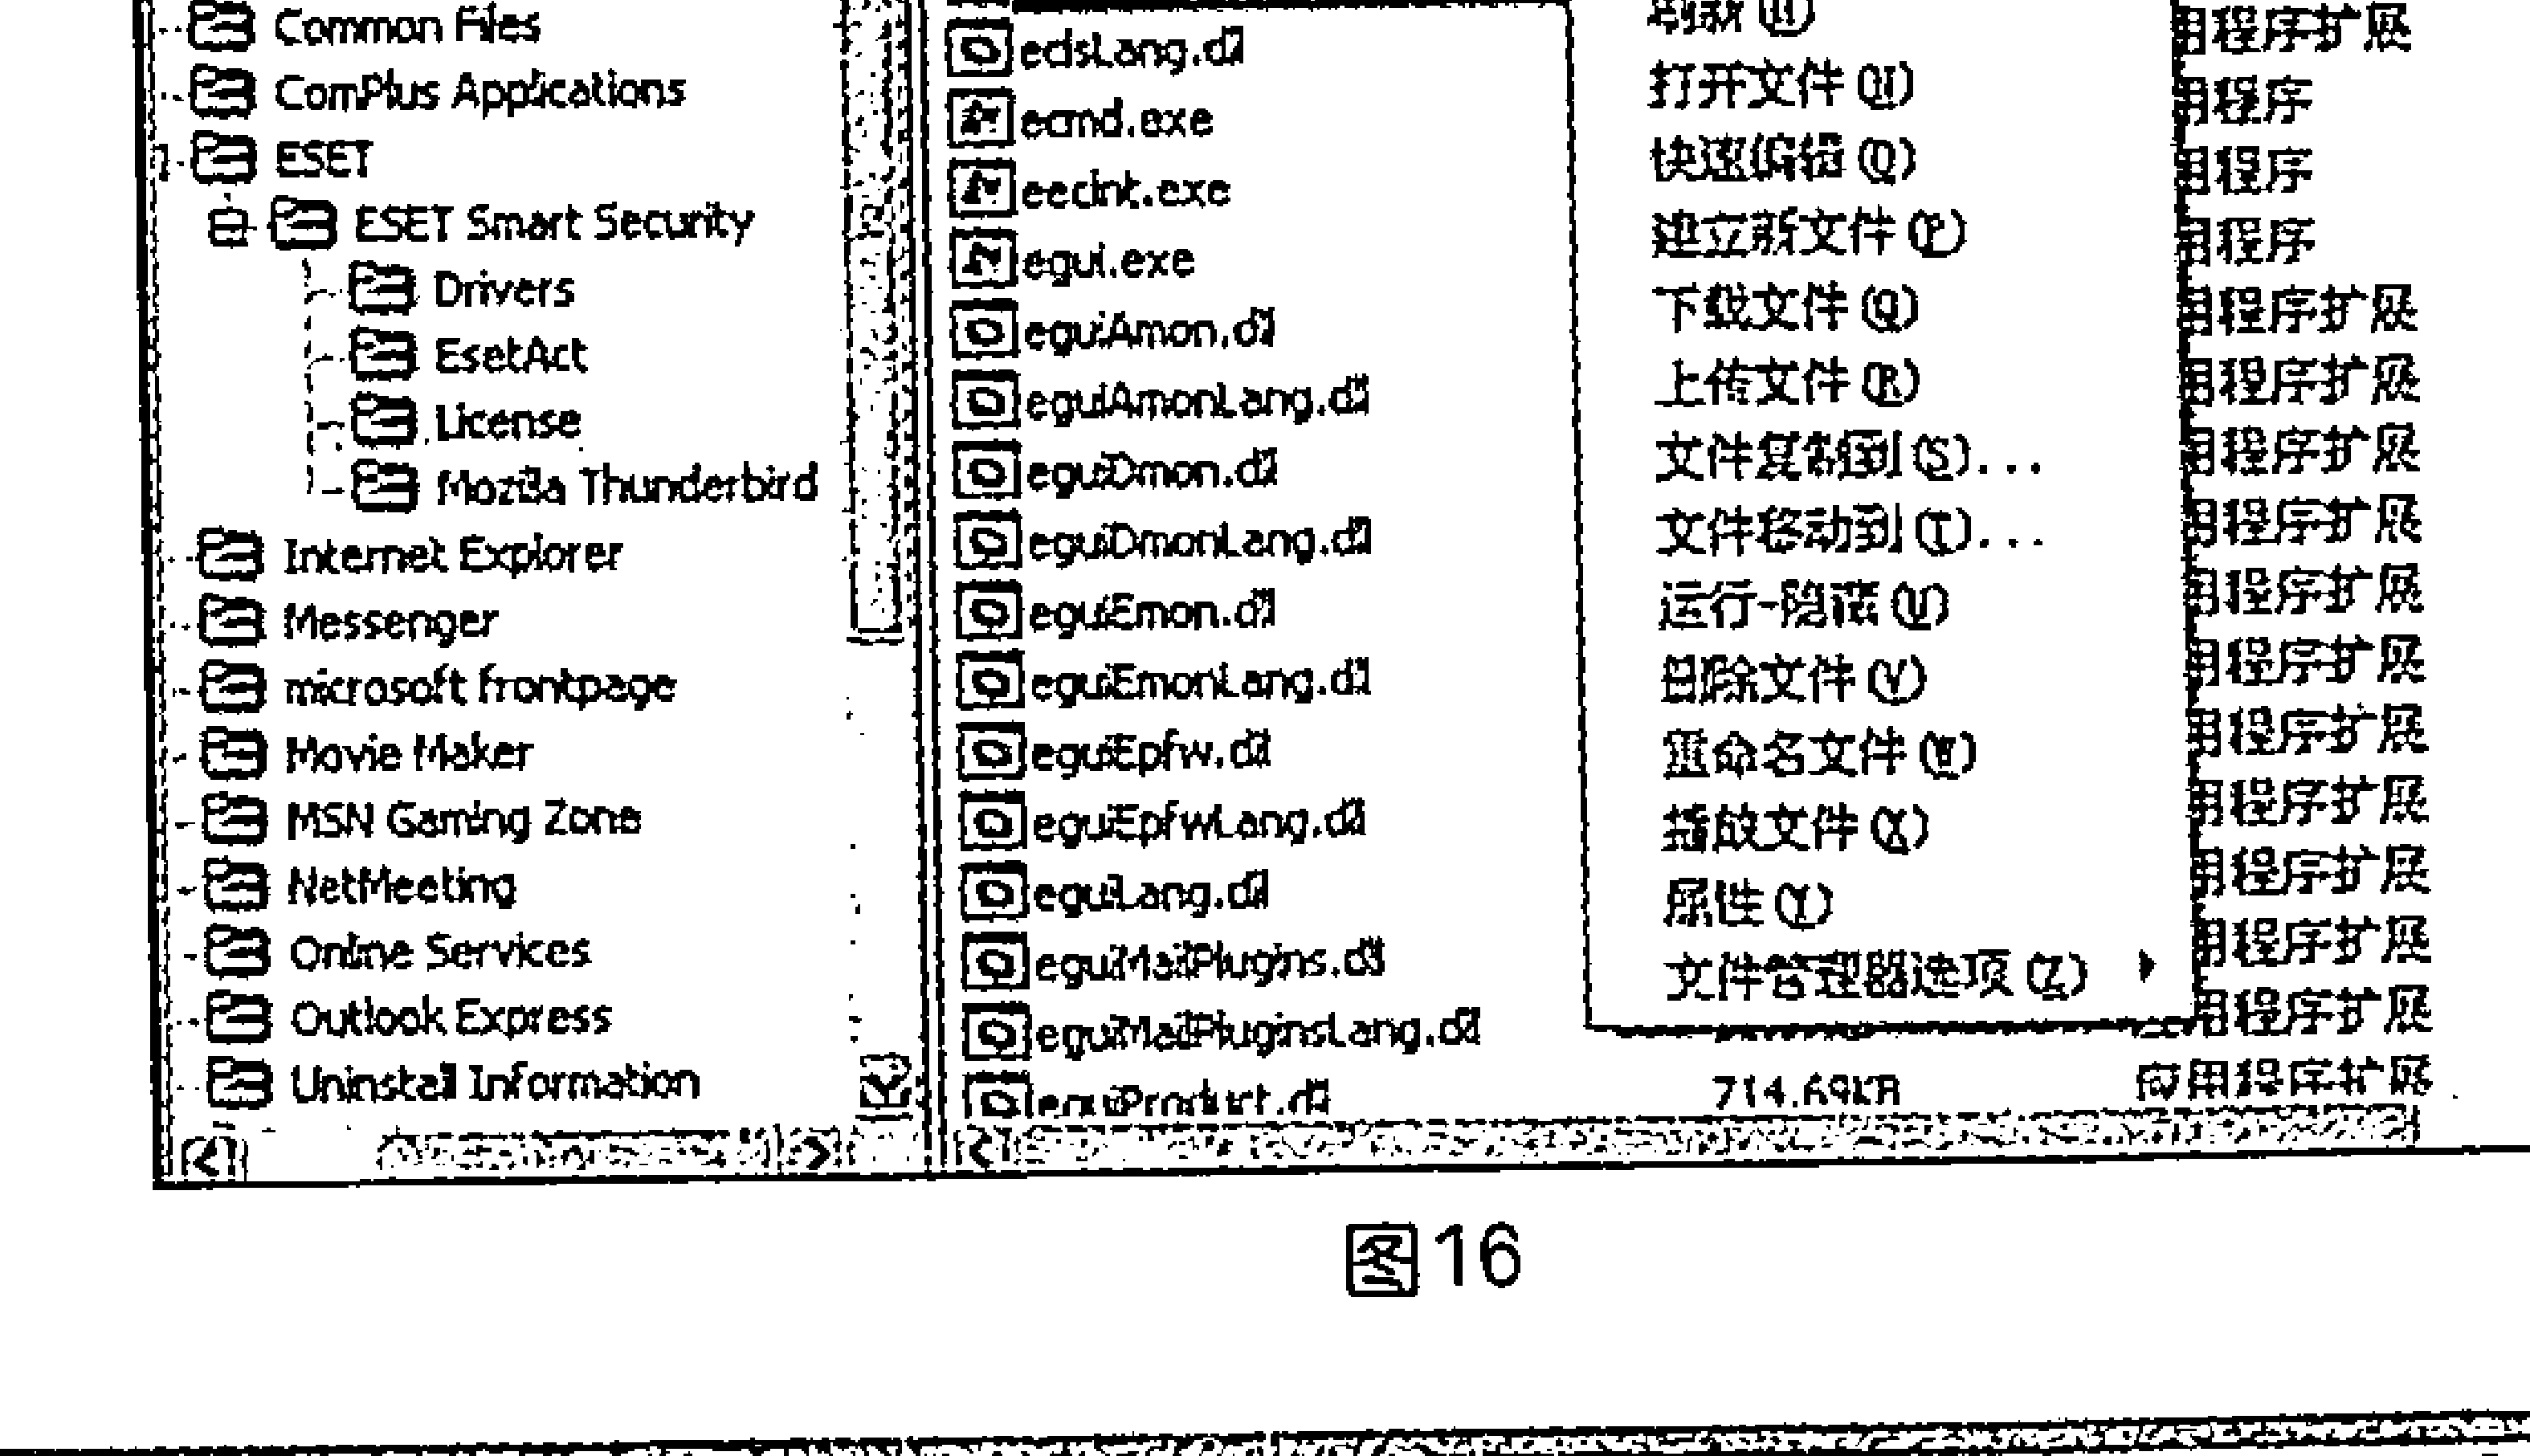 Common Files
ComPlus Applications
ESET
ESET Smart Security
Drivers
EsetAct
License
Mozilla Thunderbird
Internet Explorer
Messenger
microsoft frontpage
Movie Maker
MSN Gaming Zone
NetMeeting
Online Services
Outlook Express
Uninstall Information
eclsLang.dll
ecmd.exe
eeclnt.exe
egui.exe
eguiAmon.dll
eguiAmonLang.dll
eguiDmon.dll
eguiDmonLang.dll
eguiEmon.dll
eguiEmonLang.dll
eguiEpfw.dll
eguiEpfwLang.dll
eguiLang.dll
eguiMailPlugins.dll
eguiMailPluginsLang.dll
eguiProduct.dll
刷新
打开文件(N)
快速编辑
建立新文件(P)
下载文件(Q)
上传文件(R)
文件复制到(S)...
文件移动到(T)...
运行-隐藏(U)
删除文件(V)
重命名文件(W)
播放文件(X)
属性(Y)
文件管理器选项(Z)
714.69KB
用程序扩展
用程序
用程序
用程序
用程序扩展
用程序扩展
用程序扩展
用程序扩展
用程序扩展
用程序扩展
用程序扩展
用程序扩展
用程序扩展
用程序扩展
用程序扩展
应用程序扩展
图16